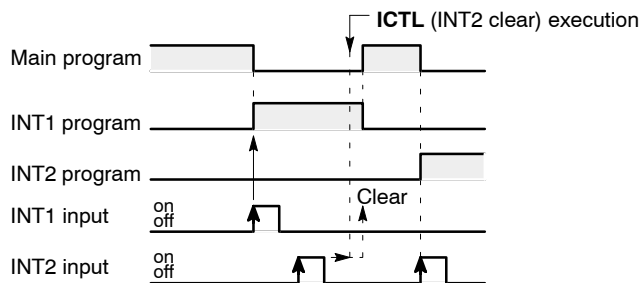 ICTL (INT2 clear) execution
Main program
INT1 program
INT2 program
Clear
INT1 input
on
off
INT2 input
on
off